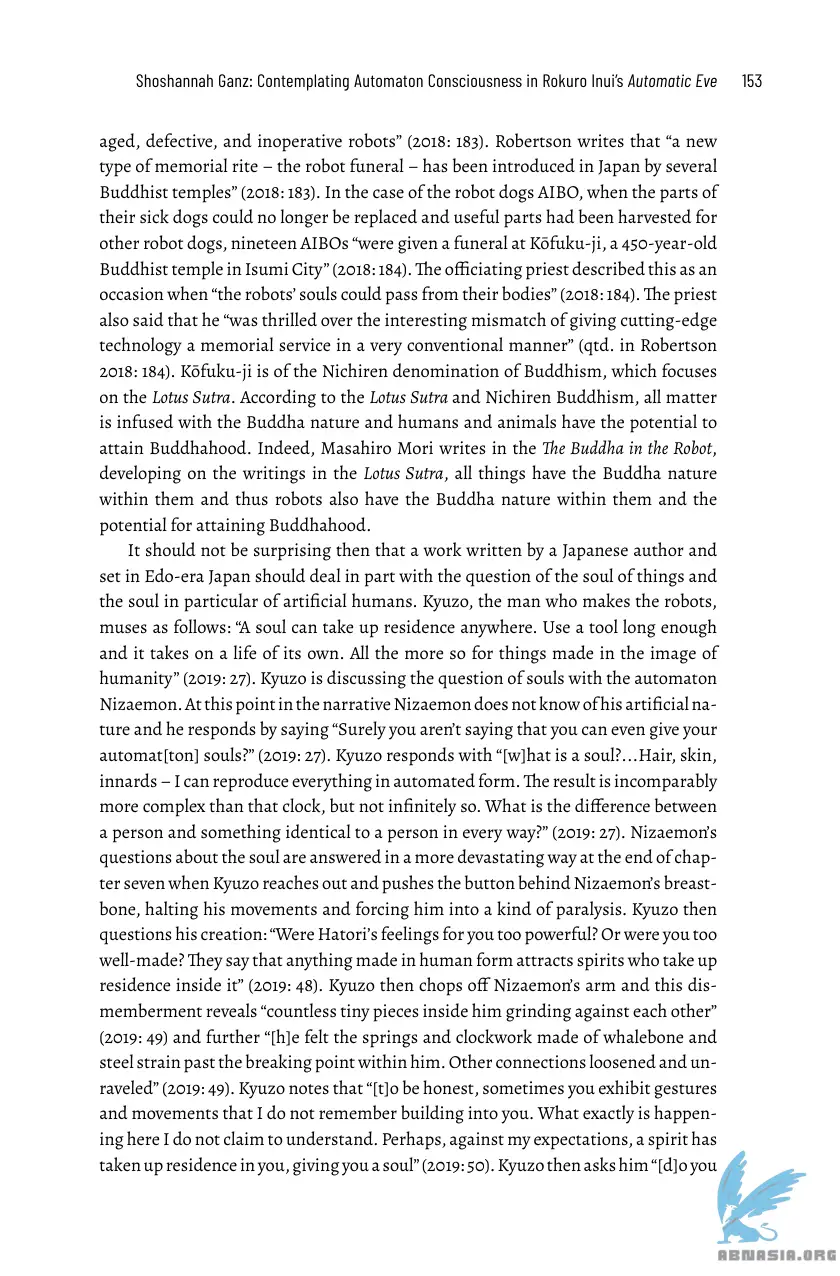 Shoshannah Ganz: Contemplating Automaton Consciousness in Rokuro Inui’s Automatic Eve 153
aged, defective, and inoperative robots” (2018: 183). Robertson writes that “a new
type of memorial rite – the robot funeral – has been introduced in Japan by several
Buddhist temples” (2018: 183). In the case of the robot dogs AIBO, when the parts of
their sick dogs could no longer be replaced and useful parts had been harvested for
other robot dogs, nineteen AIBOs “were given a funeral at Kōfuku-ji, a 450-year-old
Buddhist temple in Isumi City” (2018: 184). The officiating priest described this as an
occasion when “the robots’ souls could pass from their bodies” (2018: 184). The priest
also said that he “was thrilled over the interesting mismatch of giving cutting-edge
technology a memorial service in a very conventional manner” (qtd. in Robertson
2018: 184). Kōfuku-ji is of the Nichiren denomination of Buddhism, which focuses
on the Lotus Sutra. According to the Lotus Sutra and Nichiren Buddhism, all matter
is infused with the Buddha nature and humans and animals have the potential to
attain Buddhahood. Indeed, Masahiro Mori writes in the The Buddha in the Robot,
developing on the writings in the Lotus Sutra, all things have the Buddha nature
within them and thus robots also have the Buddha nature within them and the
potential for attaining Buddhahood.
It should not be surprising then that a work written by a Japanese author and
set in Edo-era Japan should deal in part with the question of the soul of things and
the soul in particular of artificial humans. Kyuzo, the man who makes the robots,
muses as follows: “A soul can take up residence anywhere. Use a tool long enough
and it takes on a life of its own. All the more so for things made in the image of
humanity” (2019: 27). Kyuzo is discussing the question of souls with the automaton
Nizaemon. At this point in the narrative Nizaemon does not know of his artificial na-
ture and he responds by saying “Surely you aren’t saying that you can even give your
automat[ton] souls?” (2019: 27). Kyuzo responds with “[w]hat is a soul?...Hair, skin,
innards – I can reproduce everything in automated form. The result is incomparably
more complex than that clock, but not infinitely so. What is the difference between
a person and something identical to a person in every way?” (2019: 27). Nizaemon’s
questions about the soul are answered in a more devastating way at the end of chap-
ter seven when Kyuzo reaches out and pushes the button behind Nizaemon’s breast-
bone, halting his movements and forcing him into a kind of paralysis. Kyuzo then
questions his creation: “Were Hatori’s feelings for you too powerful? Or were you too
well-made? They say that anything made in human form attracts spirits who take up
residence inside it” (2019: 48). Kyuzo then chops off Nizaemon’s arm and this dis-
memberment reveals “countless tiny pieces inside him grinding against each other”
(2019: 49) and further “[h]e felt the springs and clockwork made of whalebone and
steel strain past the breaking point within him. Other connections loosened and un-
raveled” (2019: 49). Kyuzo notes that “[t]o be honest, sometimes you exhibit gestures
and movements that I do not remember building into you. What exactly is happen-
ing here I do not claim to understand. Perhaps, against my expectations, a spirit has
taken up residence in you, giving you a soul” (2019: 50). Kyuzo then asks him “[d]o you
ABNASIA.ORG